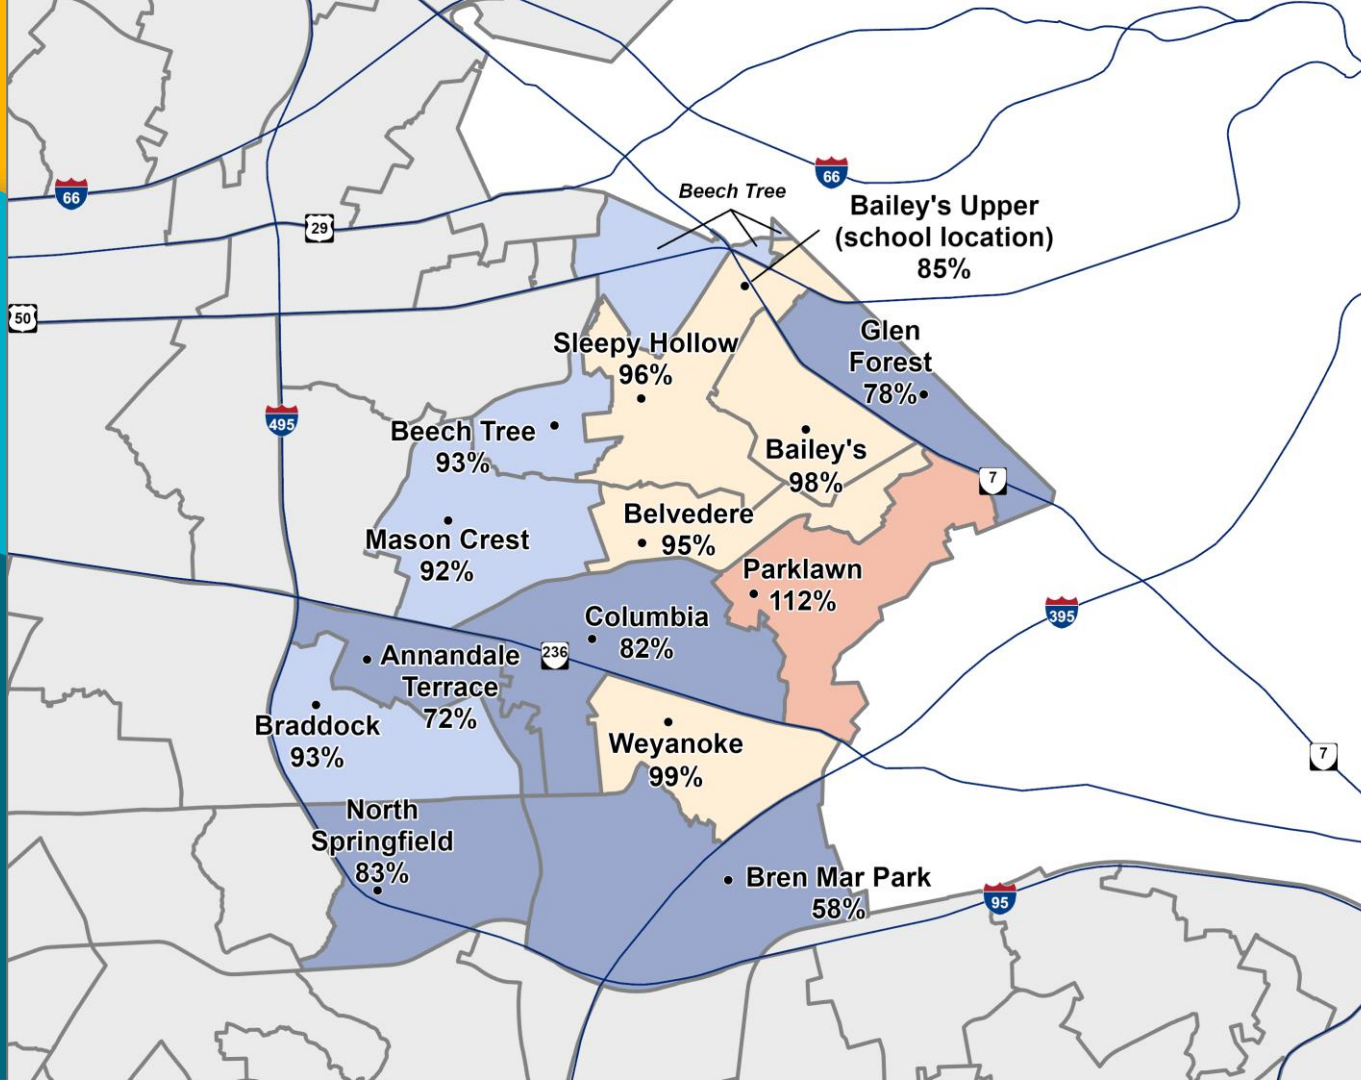 66
29
50
495
Beech Tree
66
Bailey's Upper
(school location)
85%
Glen
Forest
78%
Sleepy Hollow
96%
Beech Tree
93%
Bailey's
98%
7
Mason Crest
92%
Belvedere
95%
Parklawn
112%
395
Columbia
82%
236
Annandale
Terrace
72%
Braddock
93%
Weyanoke
99%
7
North
Springfield
83%
Bren Mar Park
58%
95